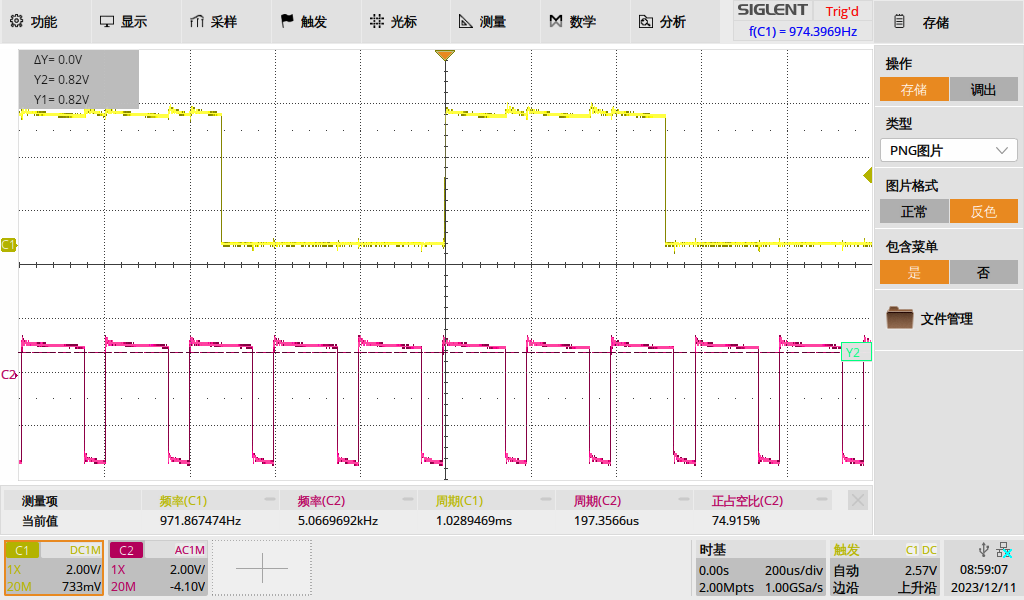 功能 显示 采样 触发 光标 测量 数学 分析 SIGLENT Trig'd 存储
f(C1) = 974.3969Hz
ΔY= 0.0V
Y2= 0.82V
Y1= 0.82V
操作
存储 调出
类型
PNG图片
图片格式
正常 反色
包含菜单
是 否
文件管理
C1
Y2
C2
测量项 频率(C1) 频率(C2) 周期(C1) 周期(C2) 正占空比(C2)
当前值 971.867474Hz 5.0669692kHz 1.0289469ms 197.3566us 74.915%
C1 DC1M C2 AC1M 时基 触发 C1 DC
1X 2.00V/ 1X 2.00V/ 0.00s 200us/div 自动 2.57V 08:59:07
20M 733mV 20M -4.10V 2.00Mpts 1.00GSa/s 边沿 上升沿 2023/12/11